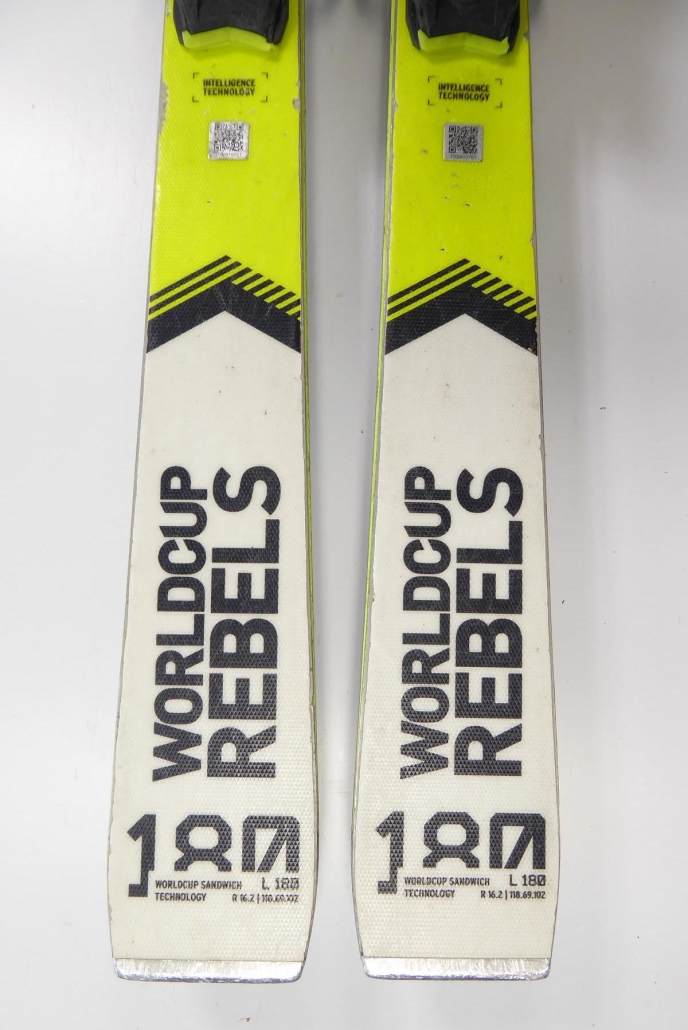 INTELLIGENCE
TECHNOLOGY
INTELLIGENCE
TECHNOLOGY
WORLDCUP
REBELS
180
WORLDCUP SANDWICH
TECHNOLOGY
L 180
R 16.2 | 118.69.102
WORLDCUP
REBELS
180
WORLDCUP SANDWICH
TECHNOLOGY
L 180
R 16.2 | 118.69.102